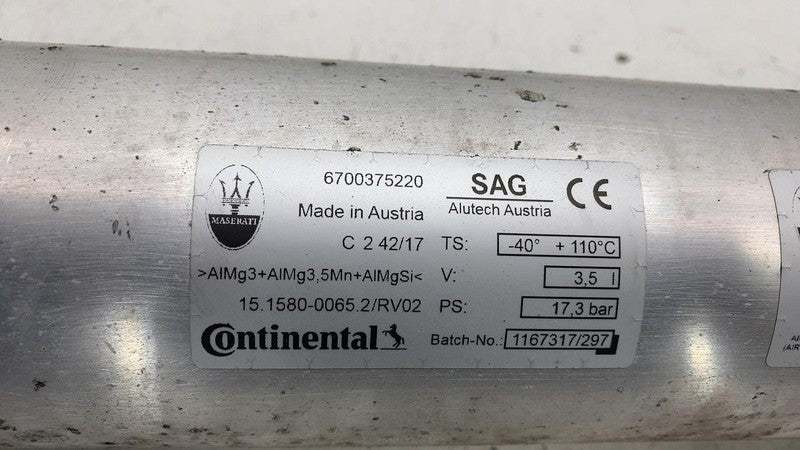 MASERATI
6700375220
SAG
CE
Made in Austria
Alutech Austria
C 2 42/17 TS: -40° + 110°C
>AlMg3+AlMg3,5Mn+AlMgSi< V: 3,5 l
15.1580-0065.2/RV02 PS: 17,3 bar
Continental Batch-No.: 1167317/297